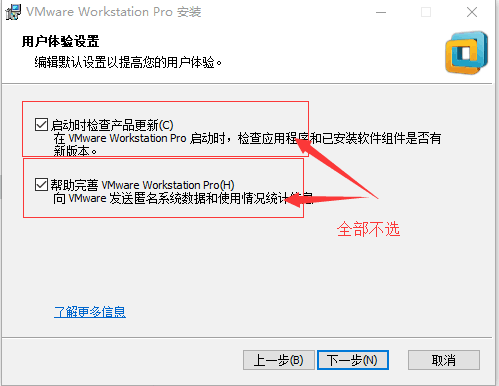 VMware Workstation Pro 安装
用户体验设置
编辑默认设置以提高您的用户体验。
启动时检查产品更新(C)
在 VMware Workstation Pro 启动时，检查应用程序和已安装软件组件是否有
新版本。
帮助完善 VMware Workstation Pro(H)
向 VMware 发送匿名系统数据和使用情况统计信息
全部不选
了解更多信息
上一步(B)
下一步(N)
取消